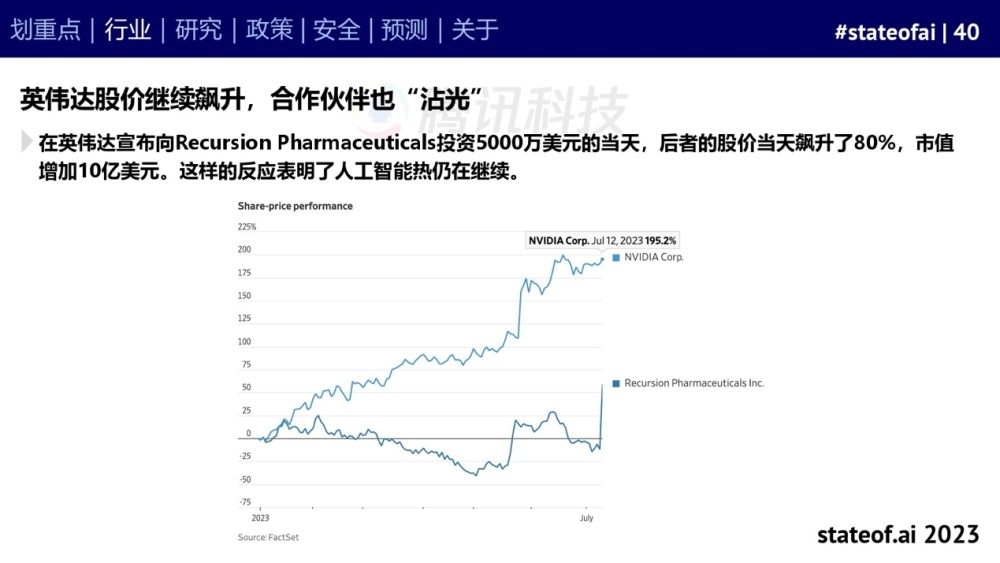 划重点 | 行业 | 研究 | 政策 | 安全 | 预测 | 关于
#stateofai | 40
腾讯科技
英伟达股价继续飙升，合作伙伴也“沾光”
在英伟达宣布向Recursion Pharmaceuticals投资5000万美元的当天，后者的股价当天飙升了80%，市值
增加10亿美元。这样的反应表明了人工智能热仍在继续。
Share-price performance
225%
NVIDIA Corp. Jul 12, 2023 195.2%
200
NVIDIA Corp.
175
150
125
100
75
Recursion Pharmaceuticals Inc.
50
25
0
-25
-50
-75
2023
July
Source: FactSet
stateof.ai 2023